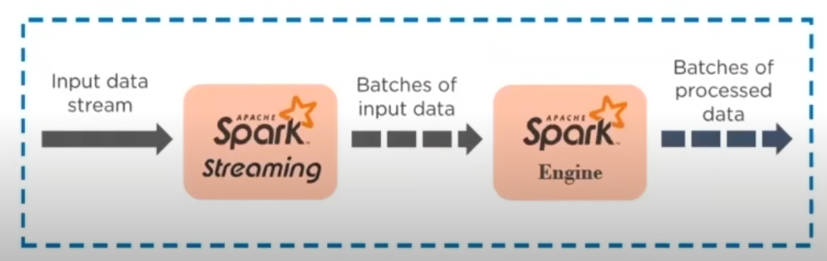 Input data
stream
APACHE
Spark
Streaming
Batches of
input data
APACHE
Spark
Engine
Batches of
processed
data